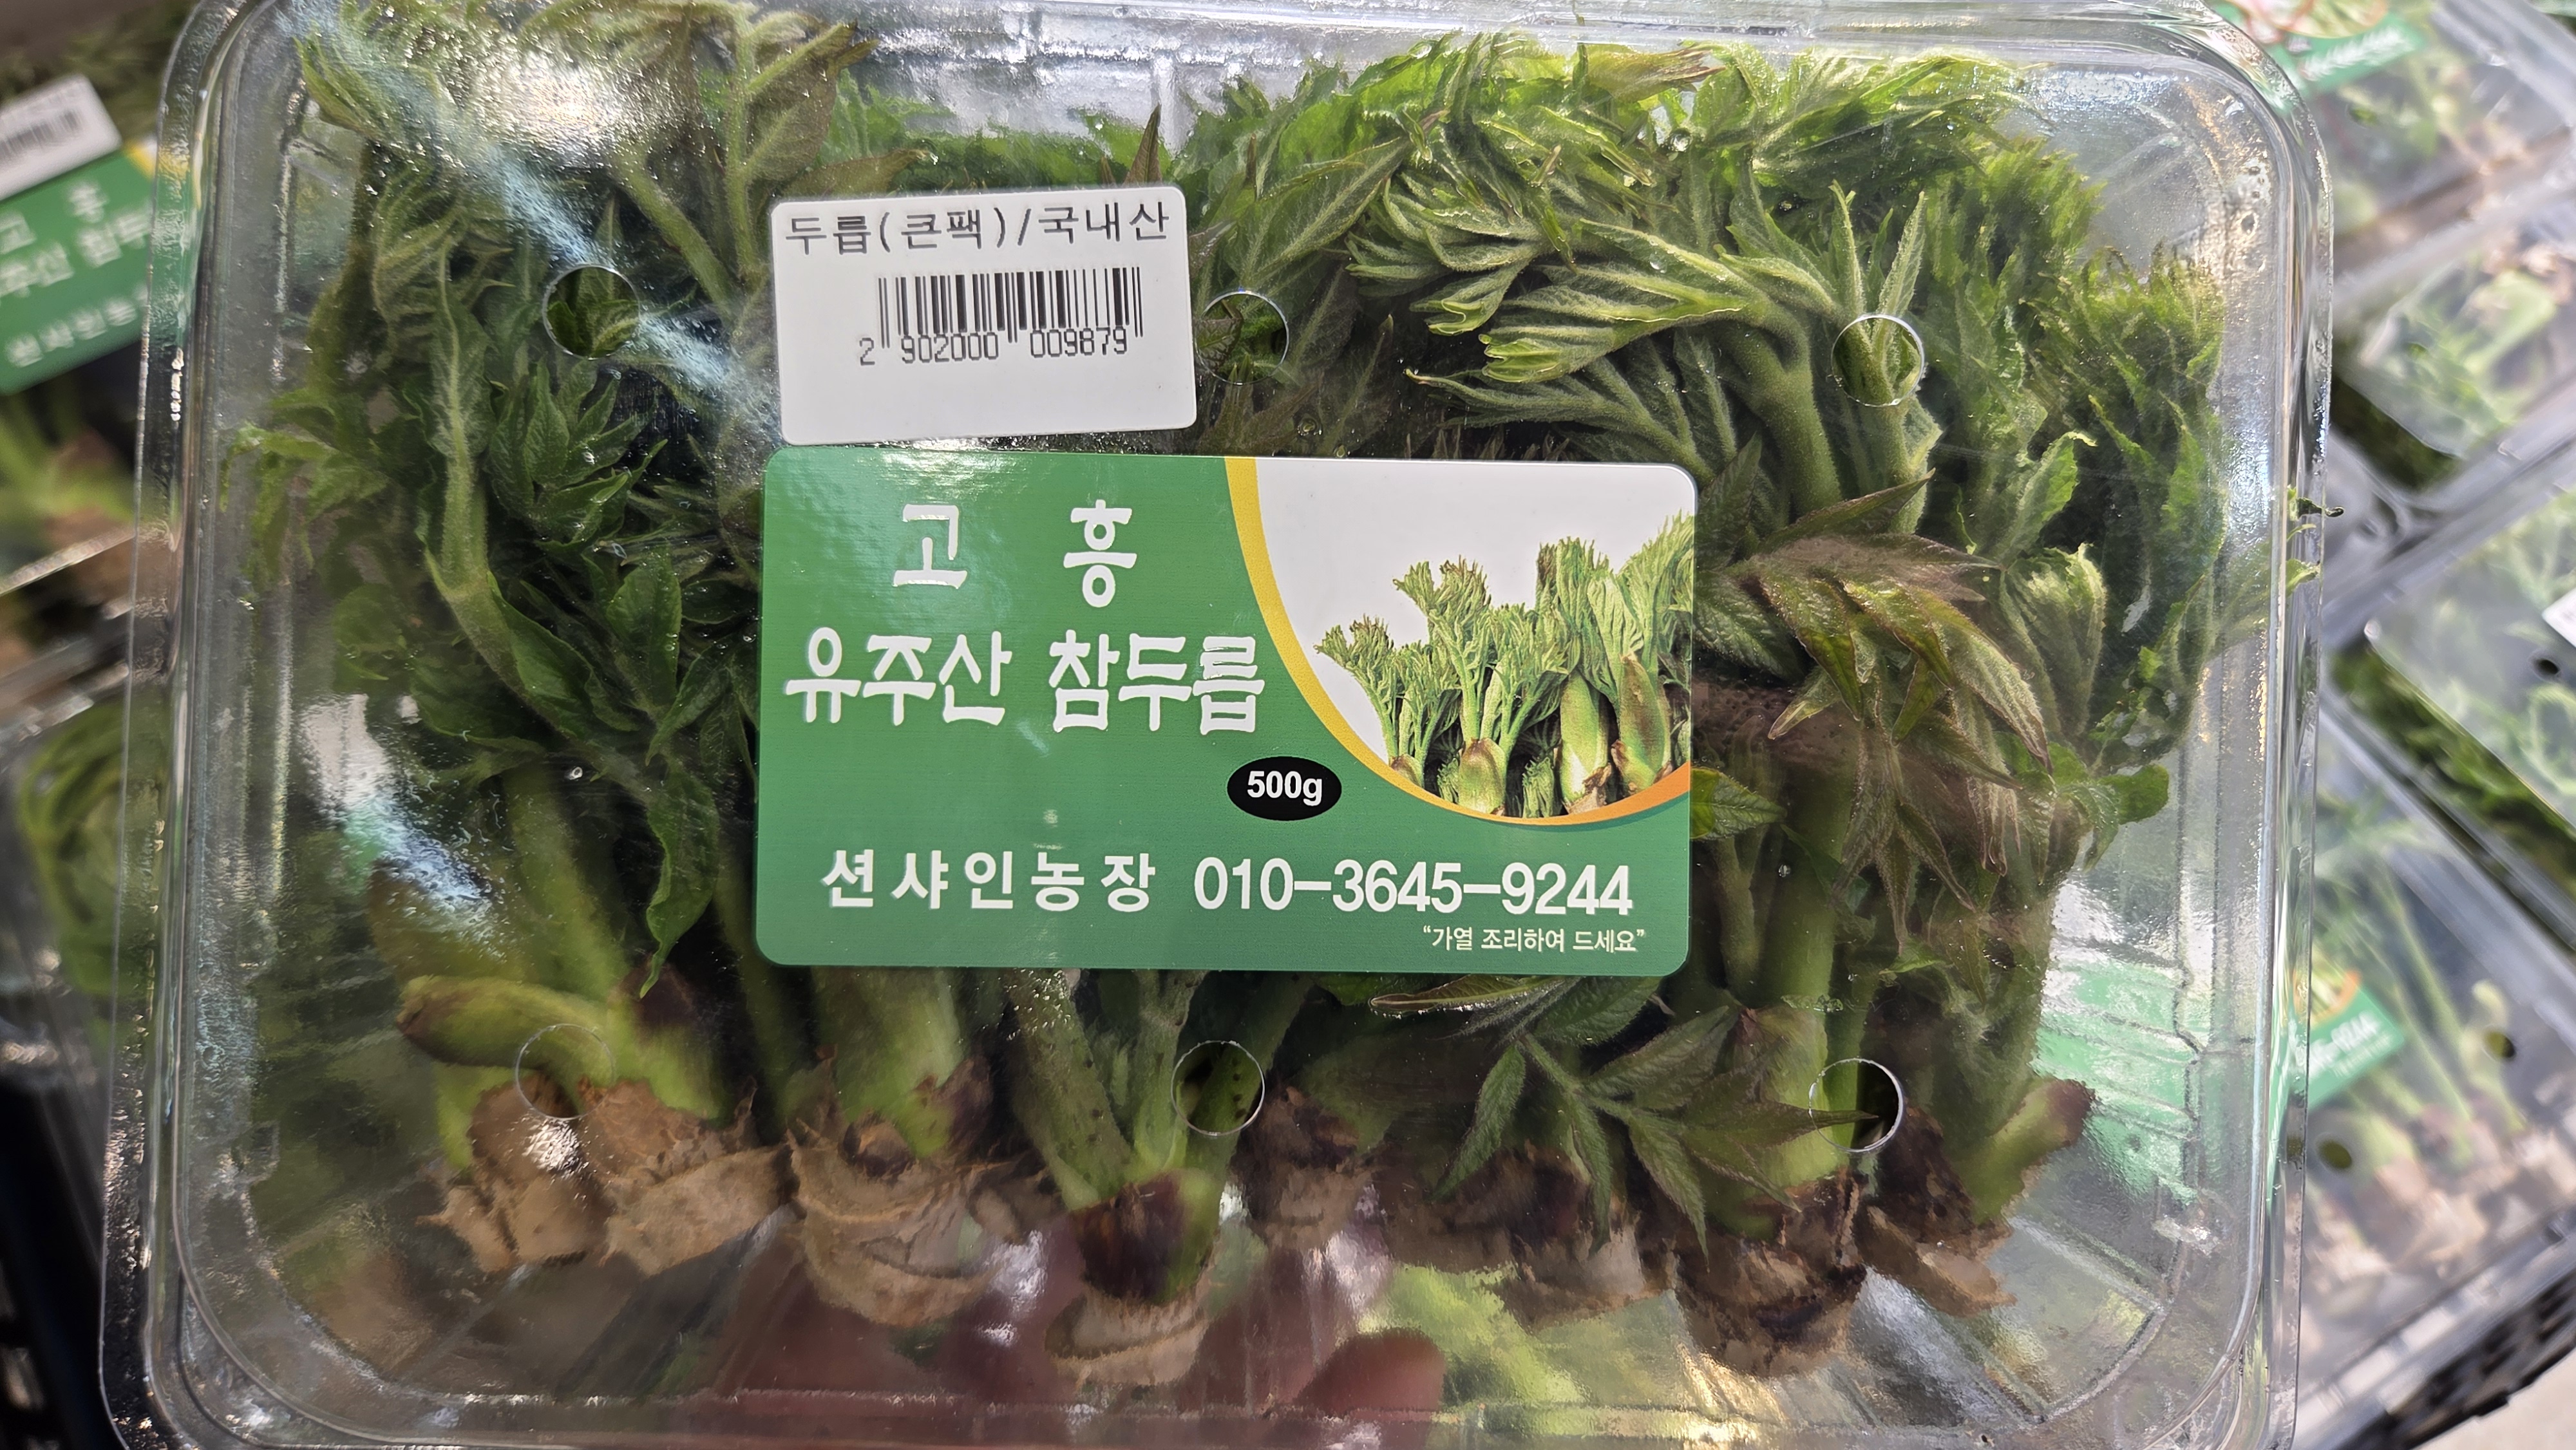 두릅(큰팩)/국내산
2 902000 009879
고 흥
유주산 참두릅
500g
션샤인농장 010-3645-9244
“가열 조리하여 드세요”